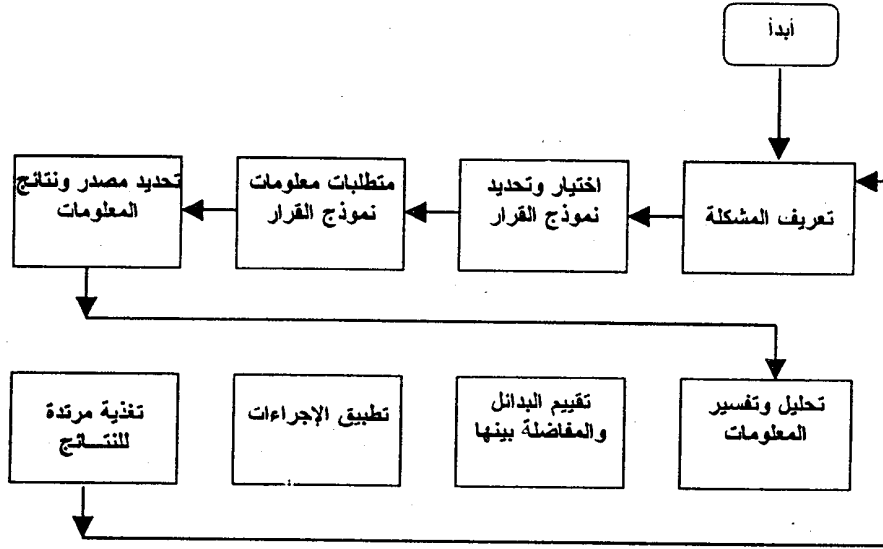 أبدأ
تعريف المشكلة
اختيار وتحديد
نموذج القرار
متطلبات معلومات
نموذج القرار
تحديد مصدر ونتائج
المعلومات
تحليل وتفسير
المعلومات
تقييم البدائل
والمفاضلة بينها
تطبيق الإجراءات
تغذية مرتدة
للنتـــائج